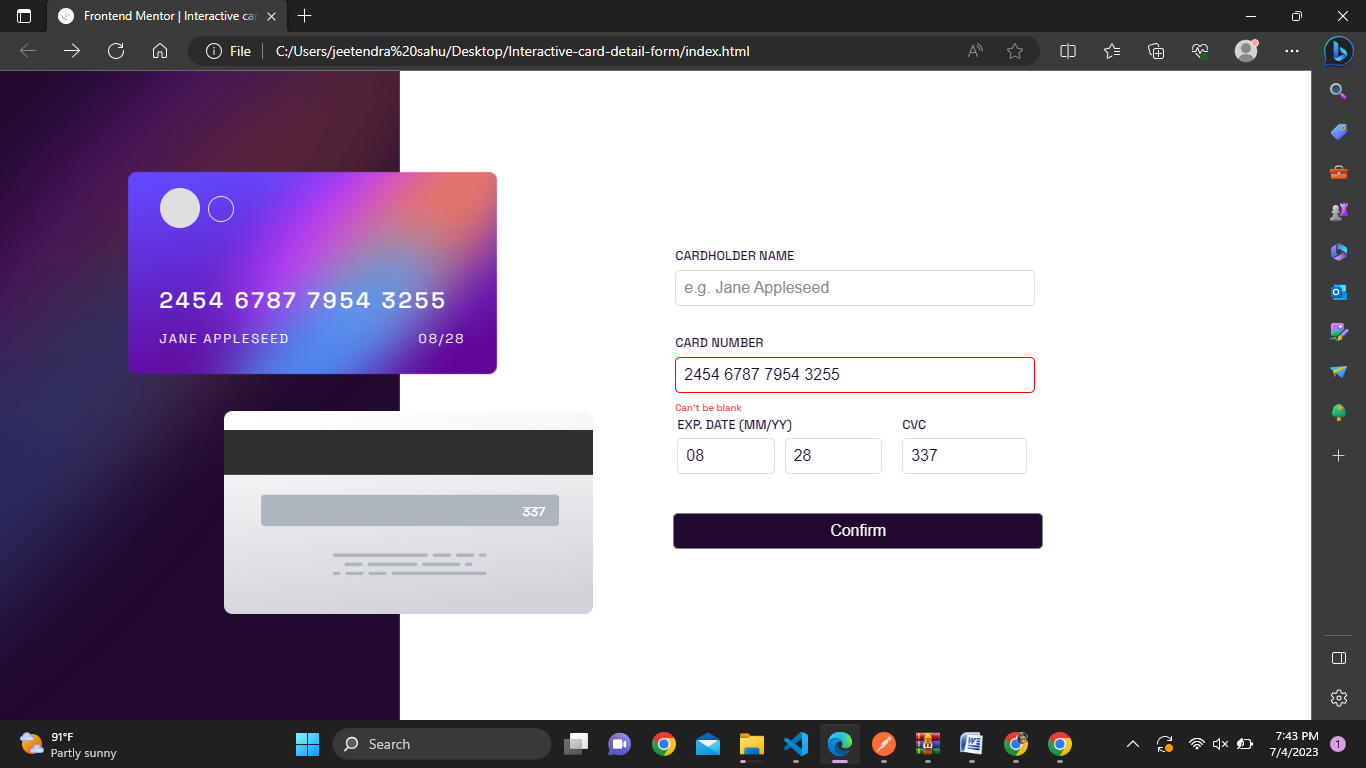 Frontend Mentor | Interactive car
File
C:/Users/jeetendra%20sahu/Desktop/Interactive-card-detail-form/index.html
2454 6787 7954 3255
JANE APPLESEED 08/28
337
CARDHOLDER NAME
e.g. Jane Appleseed
CARD NUMBER
2454 6787 7954 3255
Can't be blank
EXP. DATE (MM/YY) CVC
08 28 337
Confirm
91°F
Partly sunny
Search
7:43 PM
7/4/2023
1